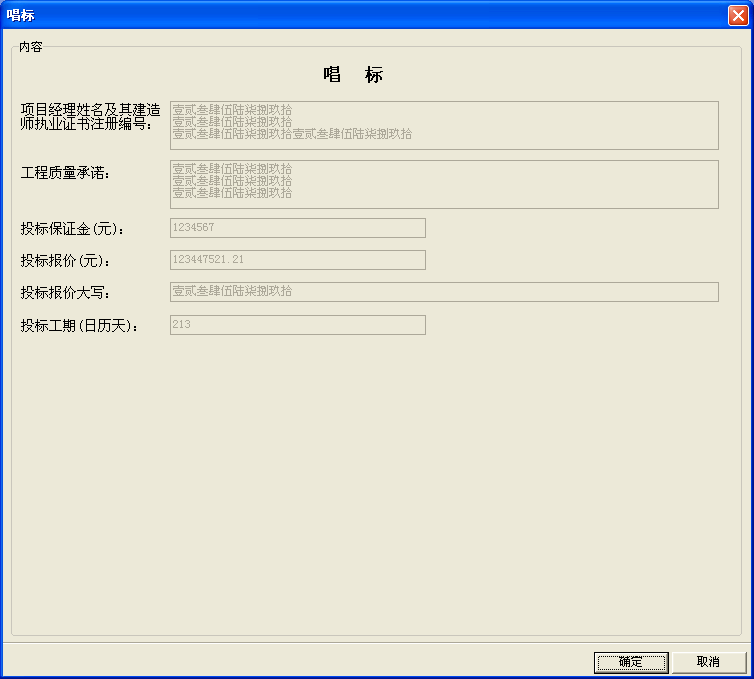 唱标
内容
唱 标
项目经理姓名及其建造
师执业证书注册编号:
壹贰叁肆伍陆柒捌玖拾
壹贰叁肆伍陆柒捌玖拾
壹贰叁肆伍陆柒捌玖拾壹贰叁肆伍陆柒捌玖拾
工程质量承诺:
壹贰叁肆伍陆柒捌玖拾
壹贰叁肆伍陆柒捌玖拾
壹贰叁肆伍陆柒捌玖拾
投标保证金(元): 1234567
投标报价(元): 123447521.21
投标报价大写: 壹贰叁肆伍陆柒捌玖拾
投标工期(日历天): 213
确定 取消